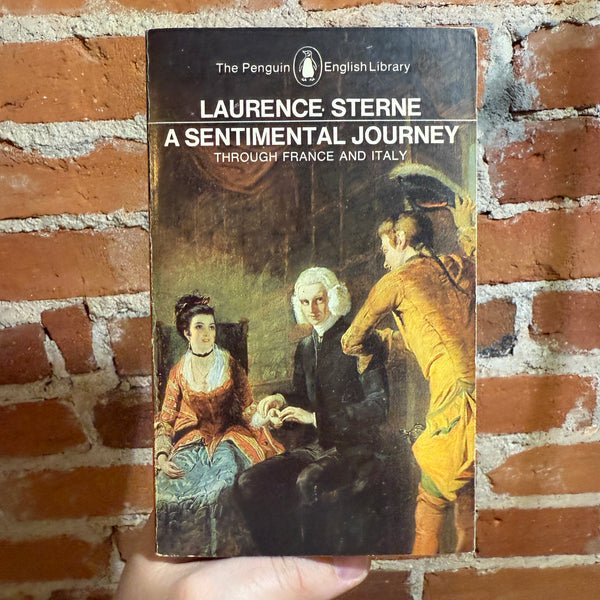 The Penguin English Library
LAURENCE STERNE
A SENTIMENTAL JOURNEY
THROUGH FRANCE AND ITALY